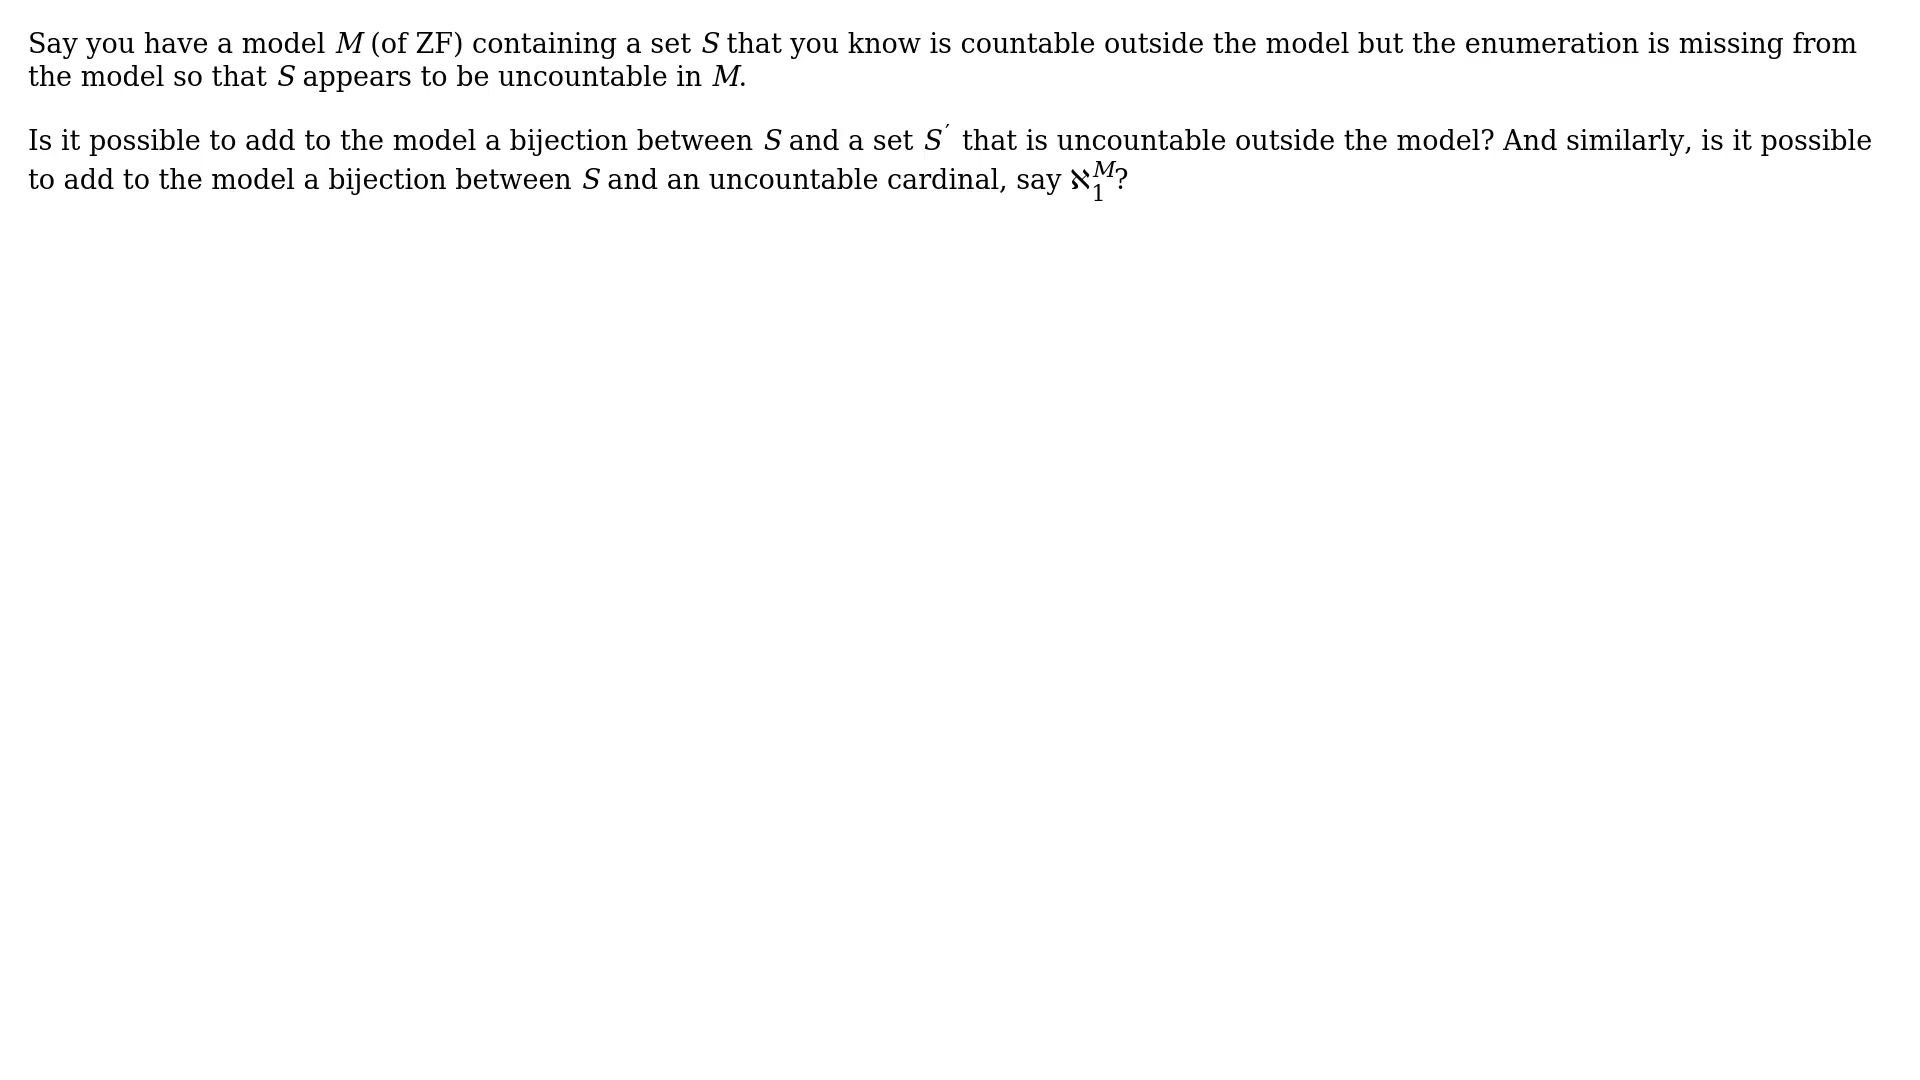 Say you have a model M (of ZF) containing a set S that you know is countable outside the model but the enumeration is missing from
the model so that S appears to be uncountable in M.
Is it possible to add to the model a bijection between S and a set S′ that is uncountable outside the model? And similarly, is it possible
to add to the model a bijection between S and an uncountable cardinal, say ℵ₁ᴹ?